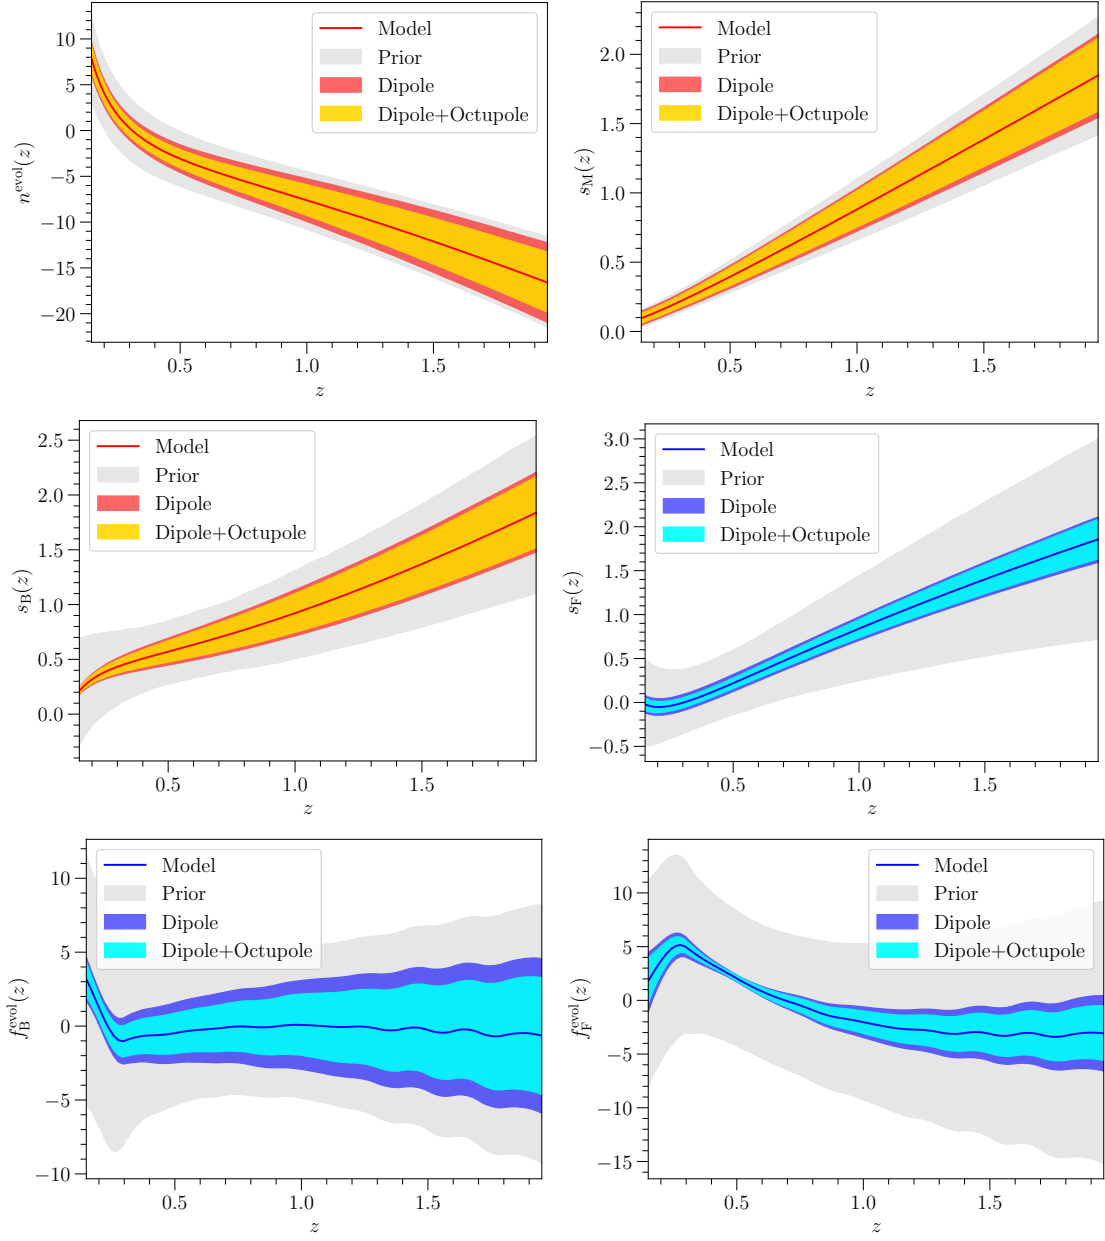 Model
Prior
Dipole
Dipole+Octupole
10
5
0
−5
−10
−15
−20
n^evol(z)
0.5 1.0 1.5
z
Model
Prior
Dipole
Dipole+Octupole
2.0
1.5
1.0
0.5
0.0
s_M(z)
0.5 1.0 1.5
z
Model
Prior
Dipole
Dipole+Octupole
2.5
2.0
1.5
1.0
0.5
0.0
s_B(z)
0.5 1.0 1.5
z
Model
Prior
Dipole
Dipole+Octupole
3.0
2.5
2.0
1.5
1.0
0.5
0.0
−0.5
s_F(z)
0.5 1.0 1.5
z
Model
Prior
Dipole
Dipole+Octupole
10
5
0
−5
−10
f_B^evol(z)
0.5 1.0 1.5
z
Model
Prior
Dipole
Dipole+Octupole
10
5
0
−5
−10
−15
f_F^evol(z)
0.5 1.0 1.5
z